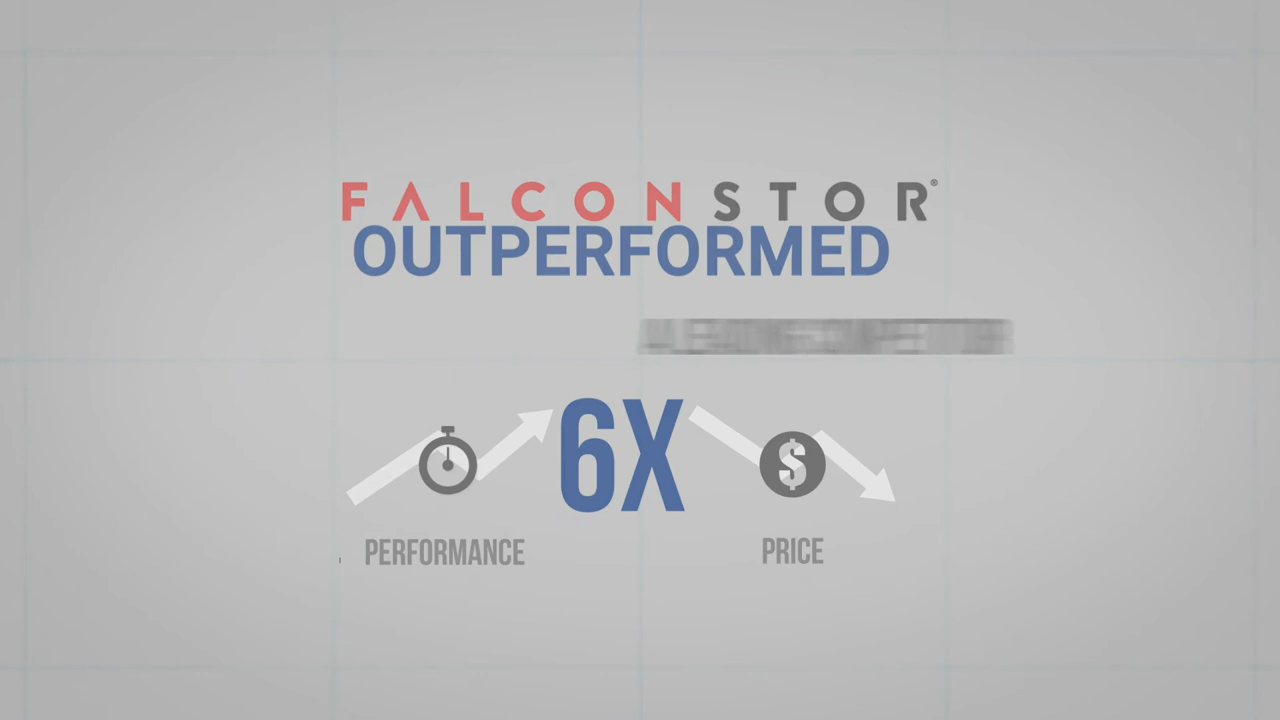 FALCONSTOR®
OUTPERFORMED
6X
$
PERFORMANCE
PRICE